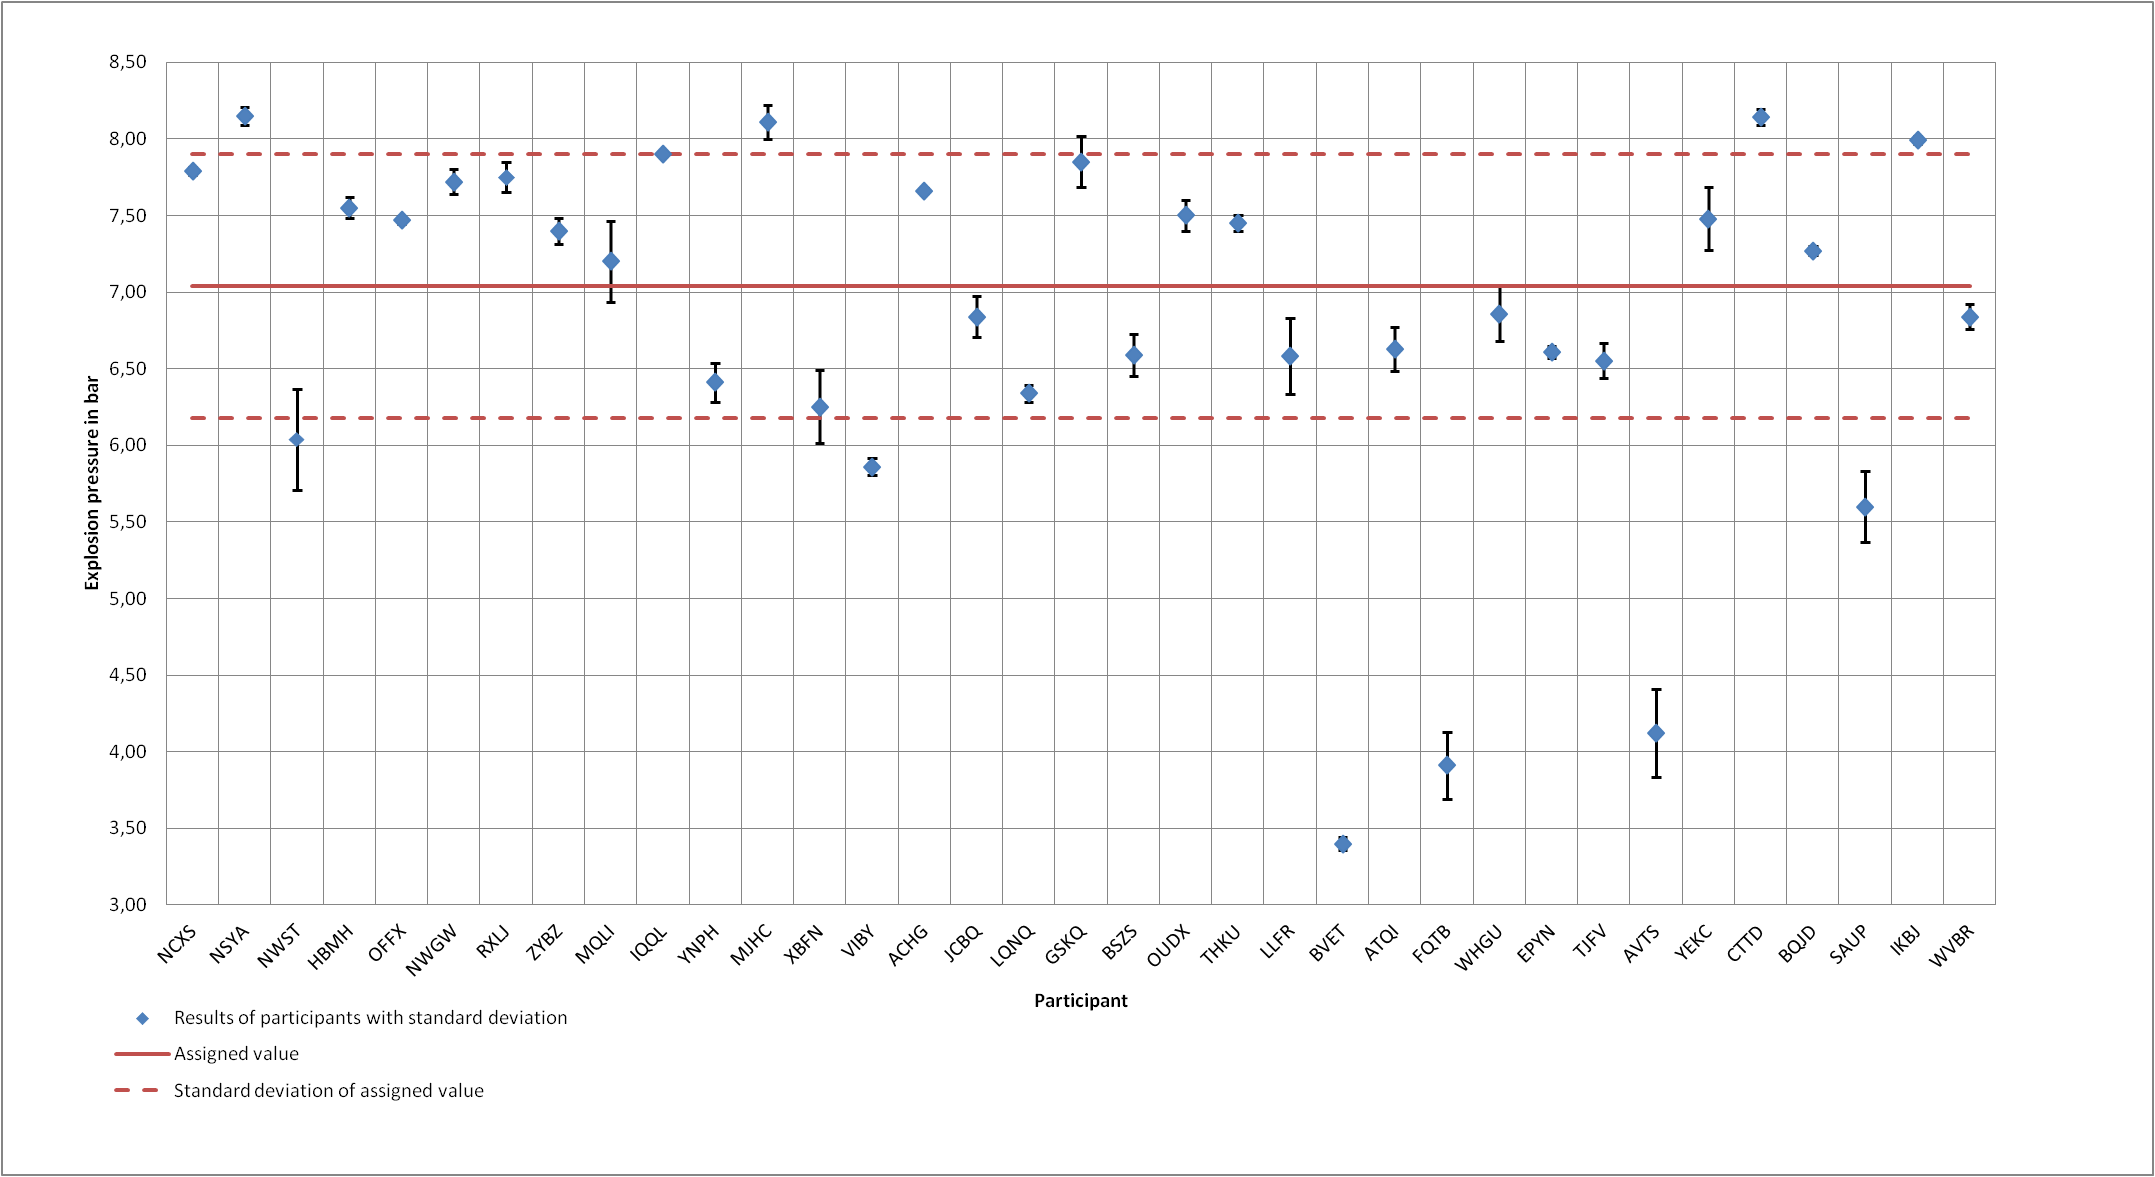 8,50
8,00
7,50
7,00
6,50
6,00
5,50
5,00
4,50
4,00
3,50
3,00
Explosion pressure in bar
NCXS NSYA NWST HBMH OFFX NWGW RXLJ ZYBZ MQLI IQQL YNPH MJHC XBFN VIBY ACHG JCBQ LQNQ GSKQ BSZS OUDX THKU LLFR BVET ATQI FQTB WHGU EPYN TJFV AVTS YEKC CTTD BQJD SAUP IKBJ WVBR
Participant
Results of participants with standard deviation
Assigned value
Standard deviation of assigned value